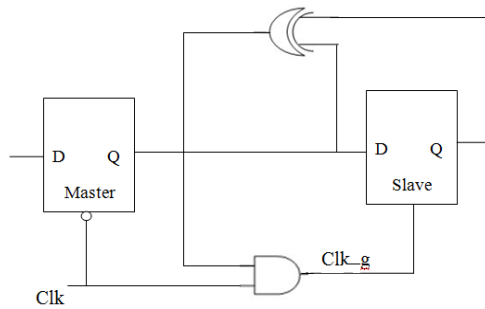 D Q
Master
D Q
Slave
Clk_g
Clk